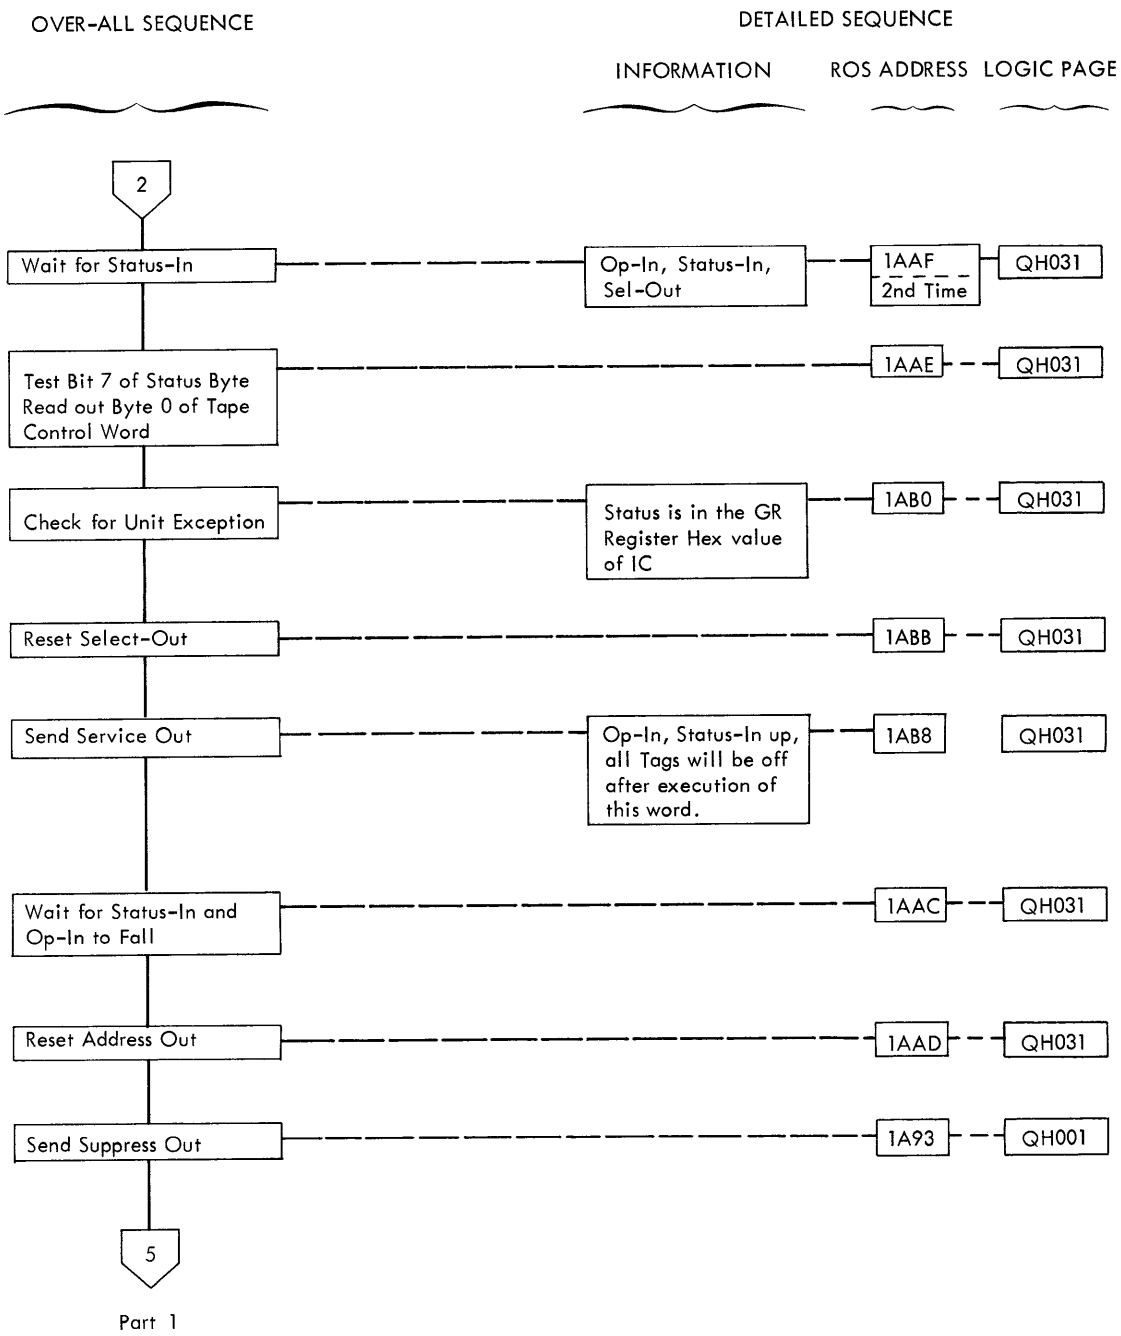 OVER-ALL SEQUENCE
DETAILED SEQUENCE
INFORMATION
ROS ADDRESS
LOGIC PAGE
2
Wait for Status-In
Op-In, Status-In,
Sel-Out
1AAF
2nd Time
QH031
Test Bit 7 of Status Byte
Read out Byte 0 of Tape
Control Word
1AAE
QH031
Check for Unit Exception
Status is in the GR
Register Hex value
of IC
1AB0
QH031
Reset Select-Out
1ABB
QH031
Send Service Out
Op-In, Status-In up,
all Tags will be off
after execution of
this word.
1AB8
QH031
Wait for Status-In and
Op-In to Fall
1AAC
QH031
Reset Address Out
1AAD
QH031
Send Suppress Out
1A93
QH001
5
Part 1